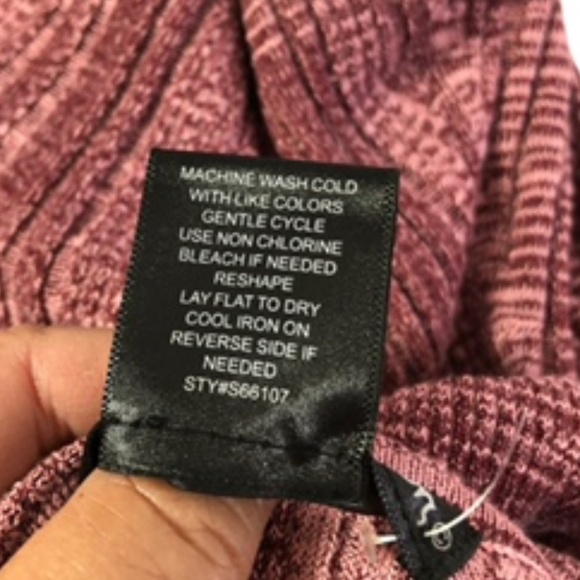 MACHINE WASH COLD
WITH LIKE COLORS
GENTLE CYCLE
USE NON CHLORINE
BLEACH IF NEEDED
RESHAPE
LAY FLAT TO DRY
COOL IRON ON
REVERSE SIDE IF
NEEDED
STY#S66107